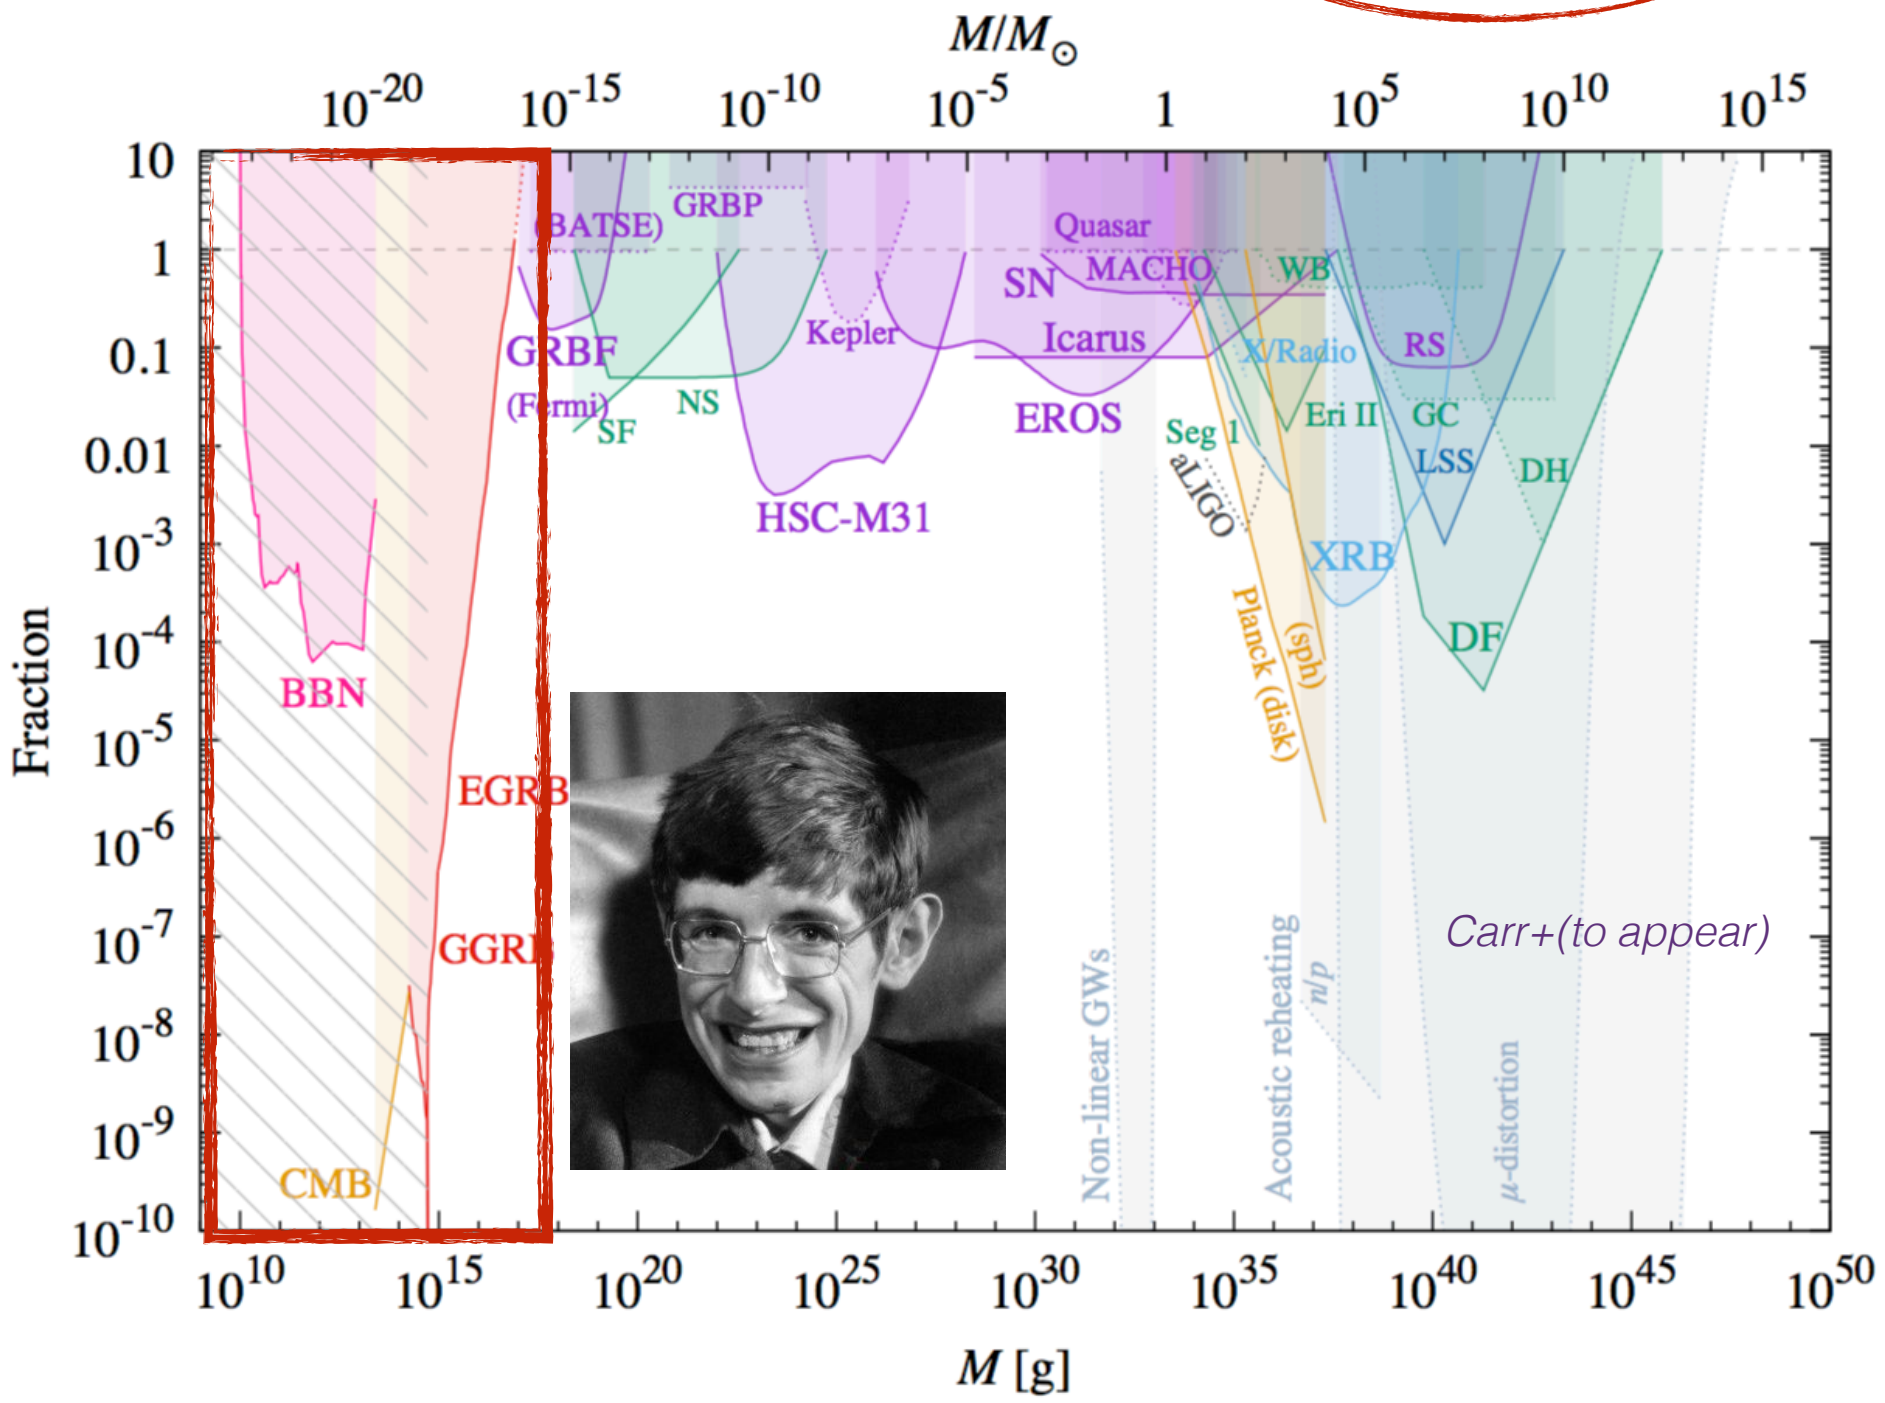 M/M⊙
10⁻²⁰ 10⁻¹⁵ 10⁻¹⁰ 10⁻⁵ 1 10⁵ 10¹⁰ 10¹⁵
10
1
0.1
0.01
10⁻³
10⁻⁴
10⁻⁵
10⁻⁶
10⁻⁷
10⁻⁸
10⁻⁹
10⁻¹⁰
Fraction
(BATSE)
GRBP
Quasar
SN
MACHO
WB
GRBF
(Fermi)
SF
NS
Kepler
Icarus
EROS
HSC-M31
X/Radio
RS
Seg 1
Eri II
GC
aLIGO
LSS
DH
XRB
Planck (disk)
(sph)
DF
BBN
EGRB
GGRB
CMB
Carr+(to appear)
Non-linear GWs
Acoustic reheating
n/p
μ-distortion
10¹⁰ 10¹⁵ 10²⁰ 10²⁵ 10³⁰ 10³⁵ 10⁴⁰ 10⁴⁵ 10⁵⁰
M [g]